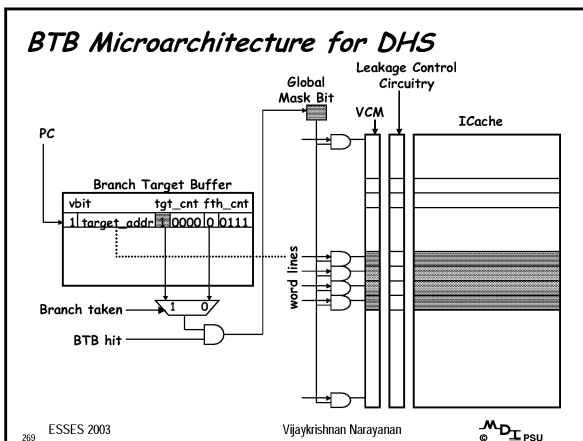 BTB Microarchitecture for DHS
Leakage Control
Circuitry
Global
Mask Bit
VCM
ICache
PC
Branch Target Buffer
vbit tgt_cnt fth_cnt
1 target_addr 1 0000 0 0111
word lines
Branch taken
1 0
BTB hit
269 ESSES 2003 Vijaykrishnan Narayanan © MDI PSU